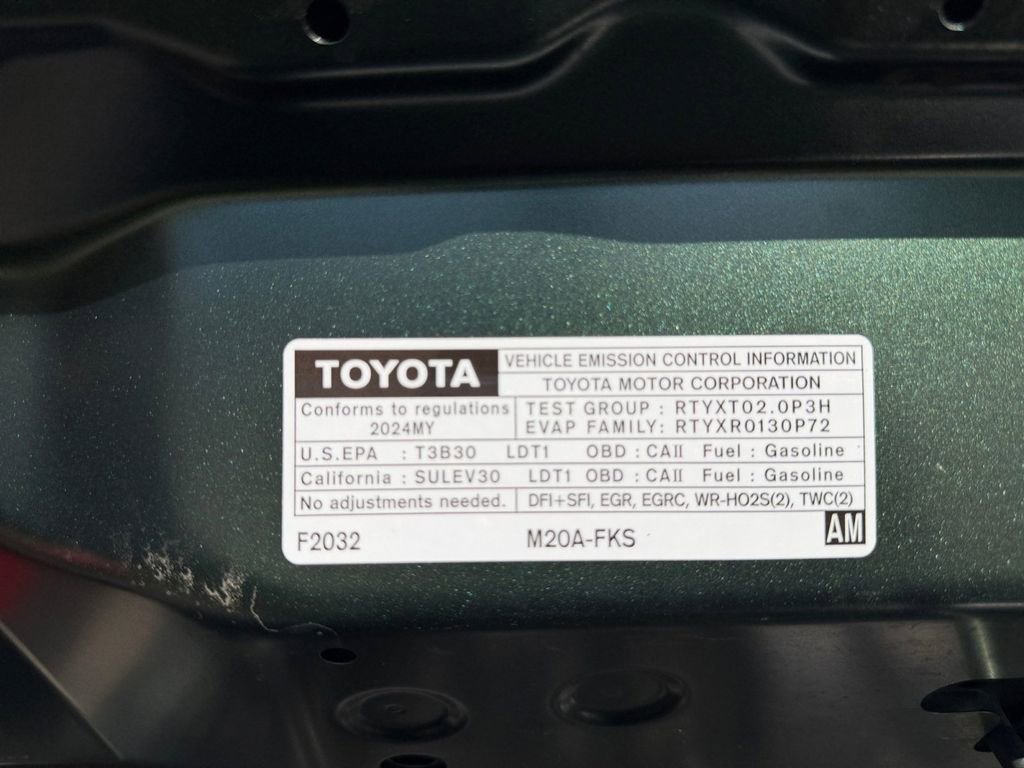 TOYOTA
VEHICLE EMISSION CONTROL INFORMATION
TOYOTA MOTOR CORPORATION
Conforms to regulations
2024MY
TEST GROUP : RTYXT02.0P3H
EVAP FAMILY: RTYXR0130P72
U.S.EPA : T3B30 LDT1 OBD : CAII Fuel : Gasoline
California : SULEV30 LDT1 OBD : CAII Fuel : Gasoline
No adjustments needed. DFI+SFI, EGR, EGRC, WR-HO2S(2), TWC(2)
F2032 M20A-FKS AM